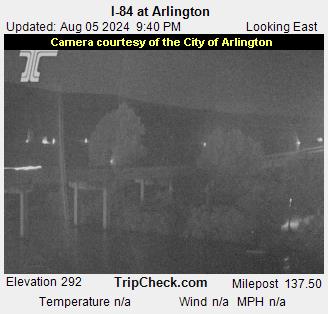 I-84 at Arlington
Updated: Aug 05 2024 9:40 PM Looking East
Camera courtesy of the City of Arlington
Elevation 292 TripCheck.com Milepost 137.50
Temperature n/a Wind n/a MPH n/a